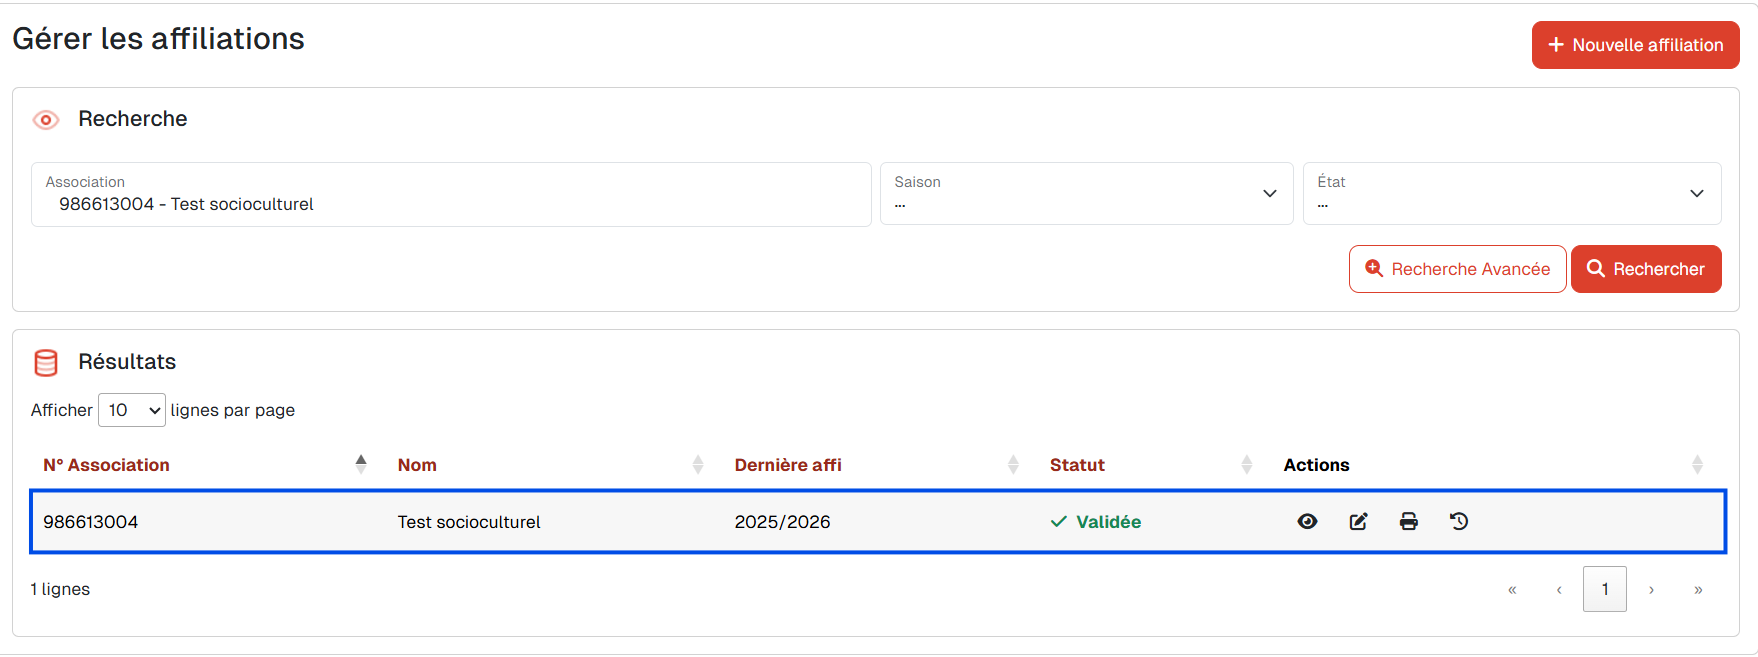 Gérer les affiliations
+ Nouvelle affiliation
Recherche
Association
986613004 - Test socioculturel
Saison
...
État
...
Recherche Avancée
Rechercher
Résultats
Afficher 10 lignes par page
N° Association Nom Dernière affi Statut Actions
986613004 Test socioculturel 2025/2026 Validée
1 lignes
« ‹ 1 › »